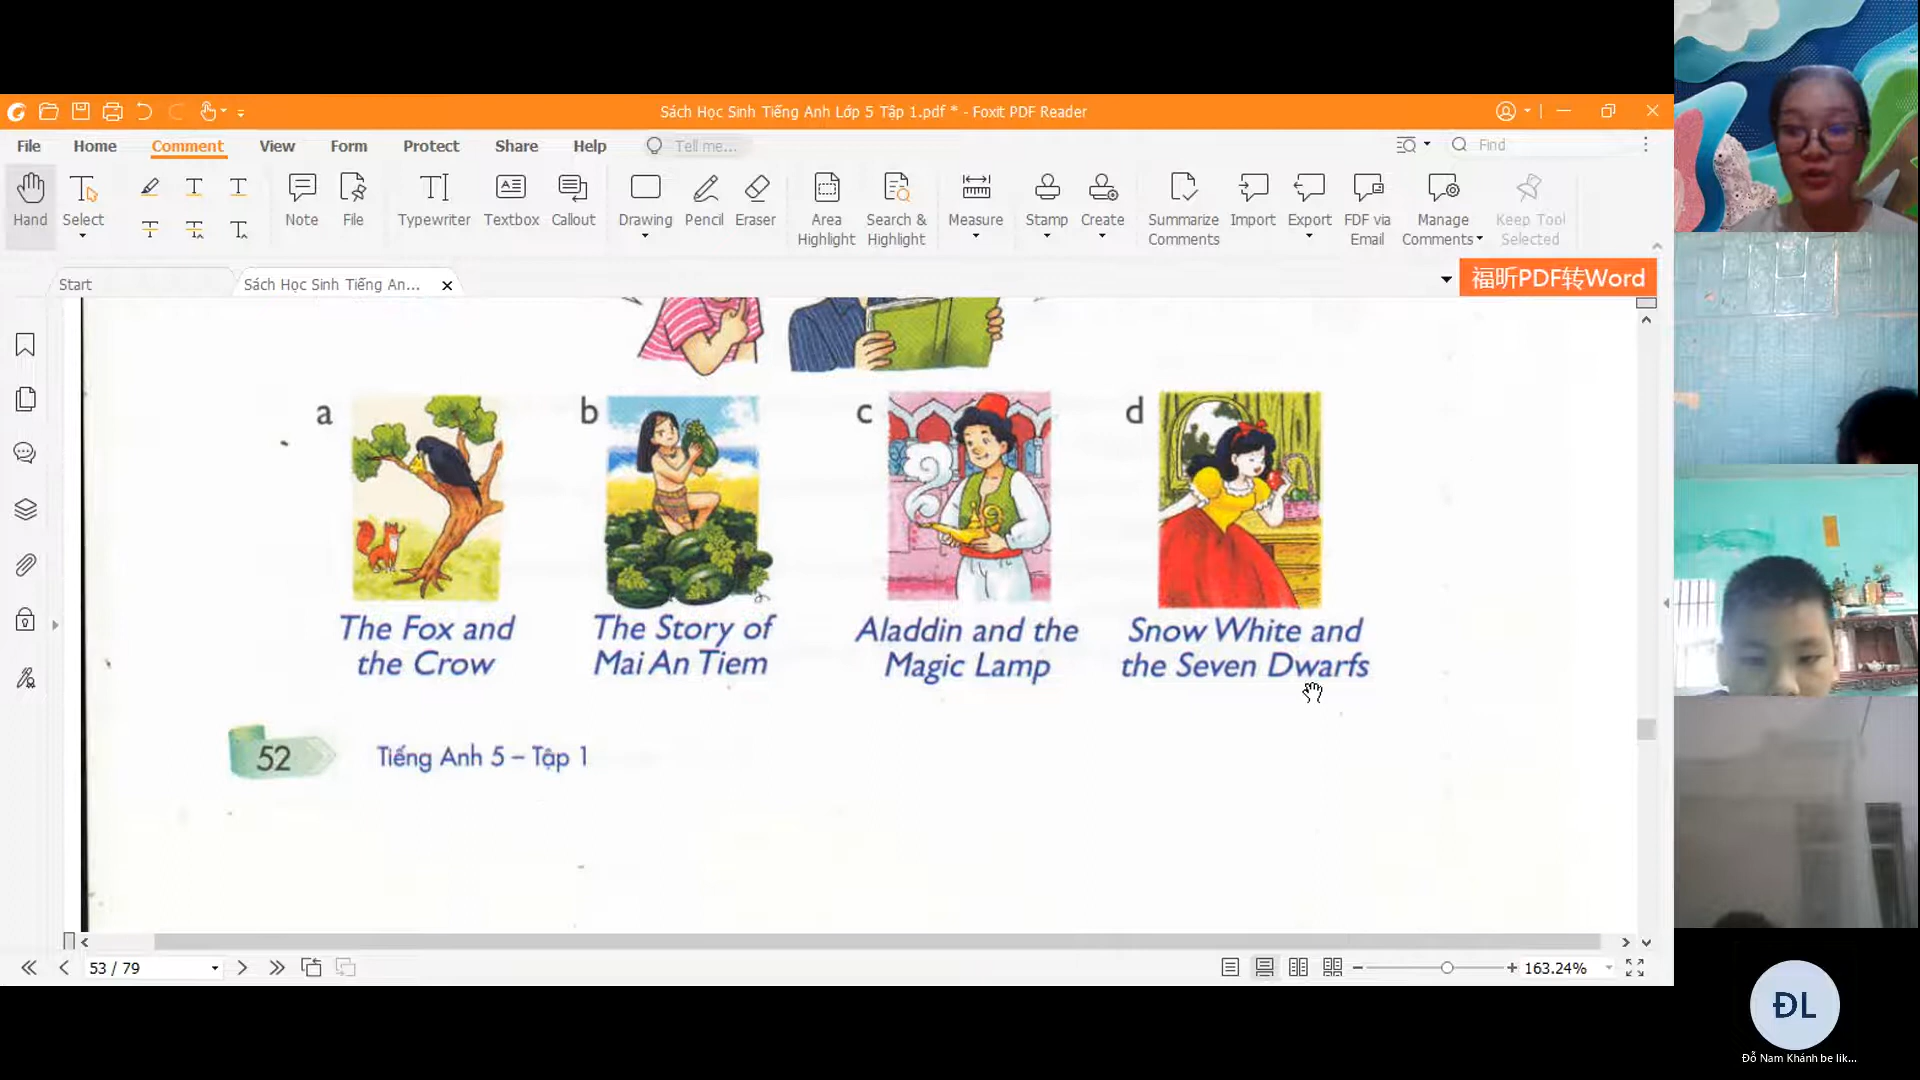 Sách Học Sinh Tiếng Anh Lớp 5 Tập 1.pdf * - Foxit PDF Reader
File Home Comment View Form Protect Share Help Tell me... Find
Hand Select Note File Typewriter Textbox Callout Drawing Pencil Eraser Area Highlight Search & Highlight Measure Stamp Create Summarize Comments Import Export FDF via Email Manage Comments Keep Tool Selected
Start Sách Học Sinh Tiếng An... 福昕PDF转Word
a b c d
The Fox and
the Crow
The Story of
Mai An Tiem
Aladdin and the
Magic Lamp
Snow White and
the Seven Dwarfs
52 Tiếng Anh 5 – Tập 1
53 / 79 163.24%
ĐL
Đỗ Nam Khánh be lik...